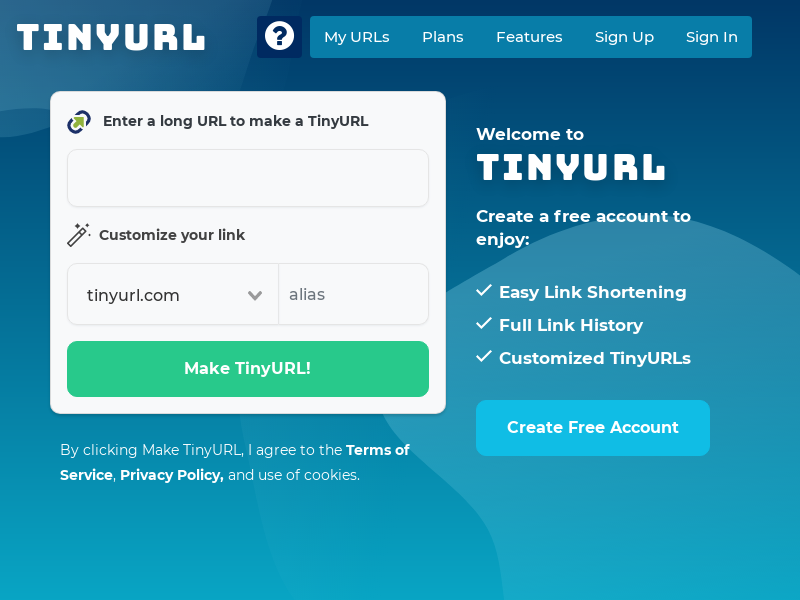 TINYURL
?
My URLs
Plans
Features
Sign Up
Sign In
Enter a long URL to make a TinyURL
Customize your link
tinyurl.com
alias
Make TinyURL!
By clicking Make TinyURL, I agree to the Terms of
Service, Privacy Policy, and use of cookies.
Welcome to
TINYURL
Create a free account to
enjoy:
Easy Link Shortening
Full Link History
Customized TinyURLs
Create Free Account